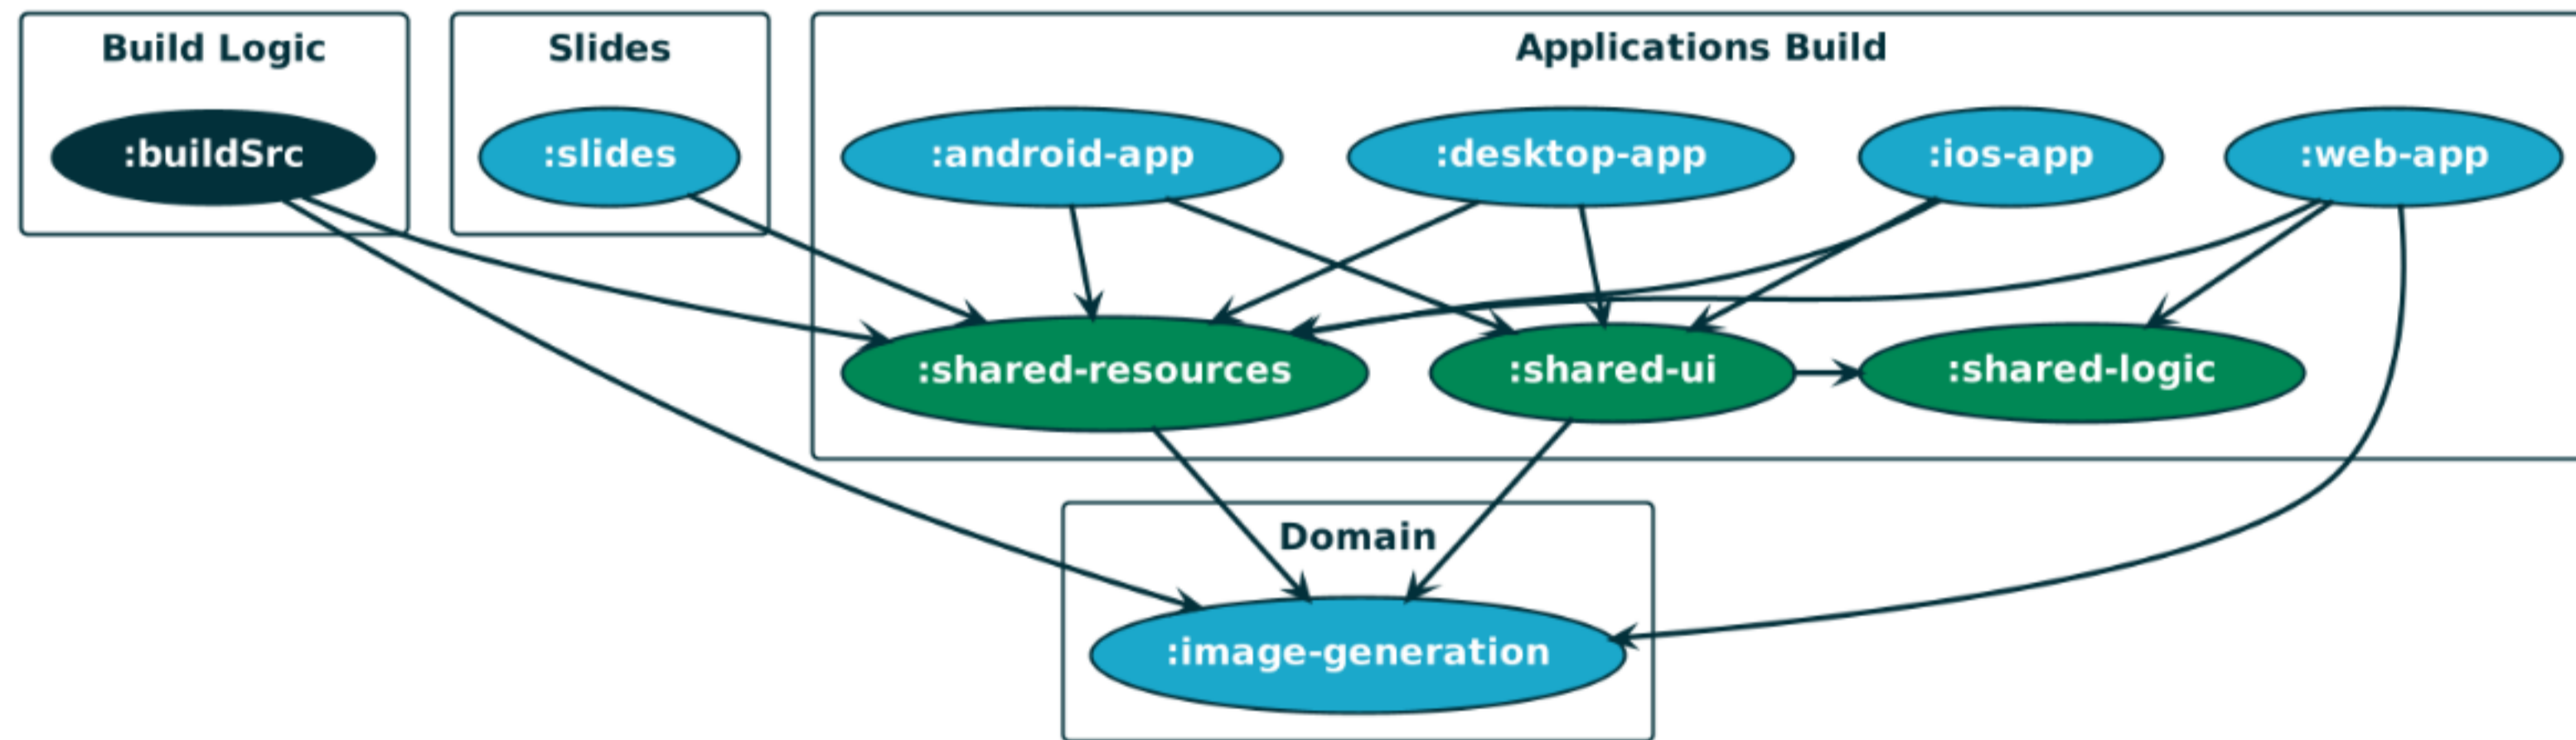 Build Logic
Slides
Applications Build
:buildSrc
:slides
:android-app
:desktop-app
:ios-app
:web-app
:shared-resources
:shared-ui
:shared-logic
Domain
:image-generation